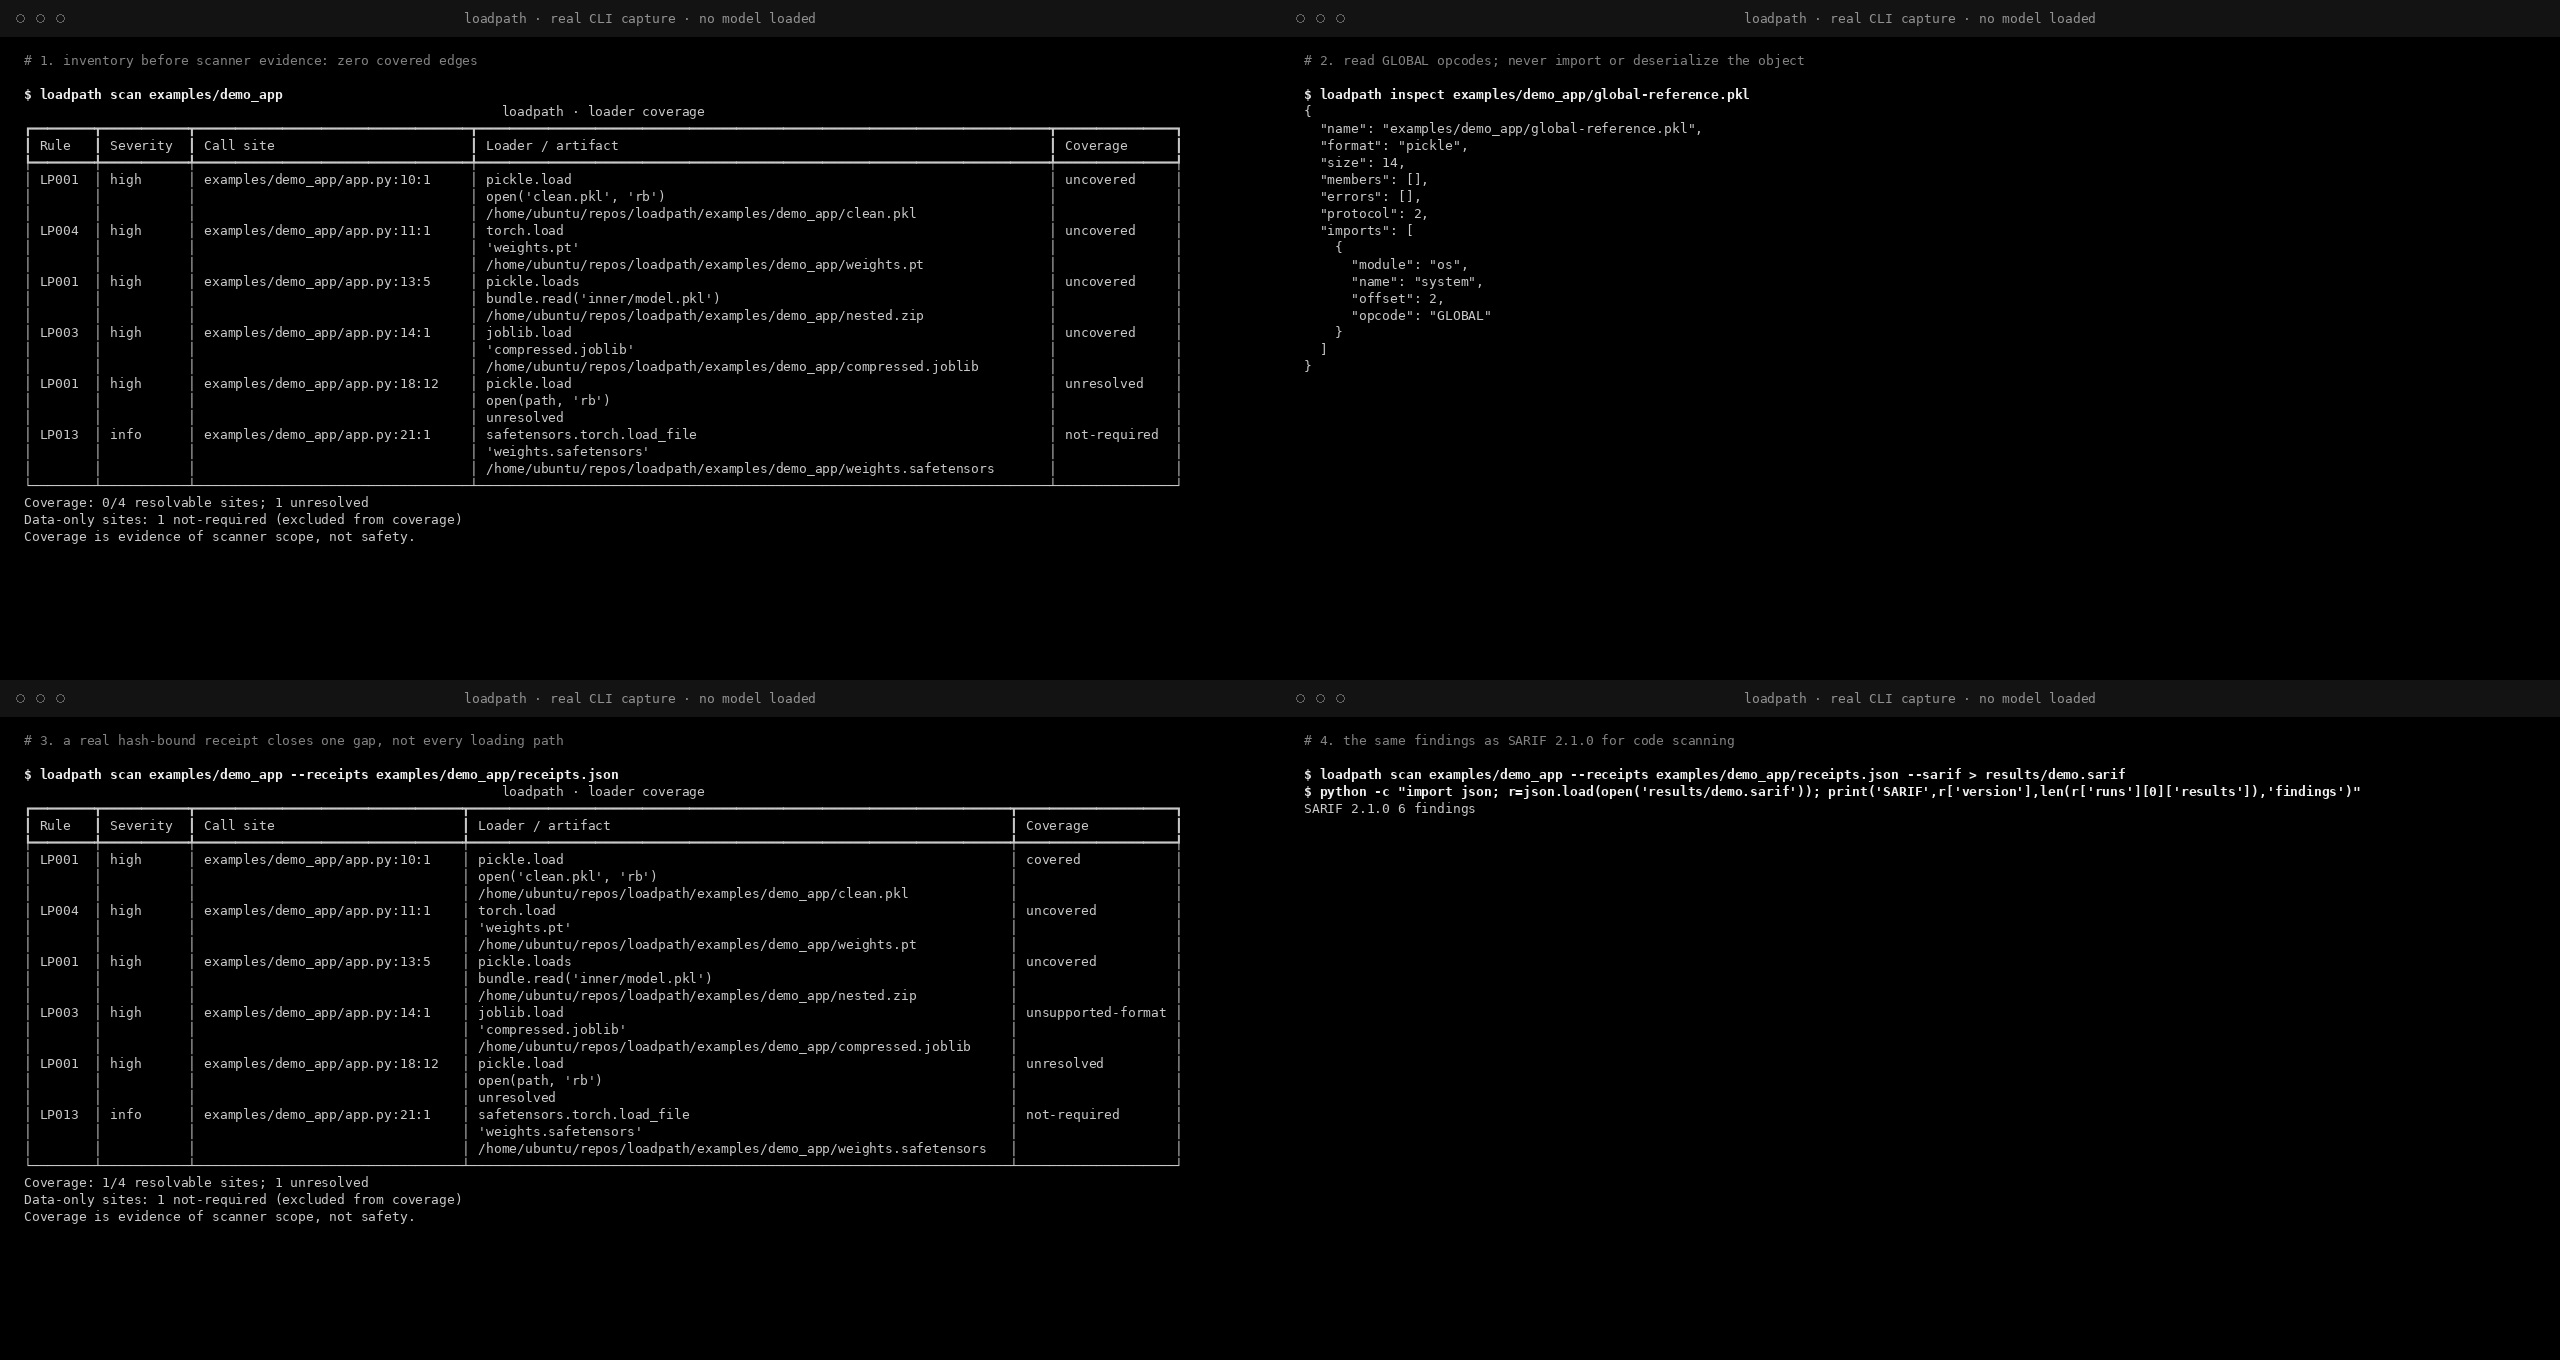 loadpath · real CLI capture · no model loaded
# 1. inventory before scanner evidence: zero covered edges
$ loadpath scan examples/demo_app
loadpath · loader coverage
Rule Severity Call site Loader / artifact Coverage
LP001 high examples/demo_app/app.py:10:1 pickle.load uncovered
open('clean.pkl', 'rb')
/home/ubuntu/repos/loadpath/examples/demo_app/clean.pkl
LP004 high examples/demo_app/app.py:11:1 torch.load uncovered
'weights.pt'
/home/ubuntu/repos/loadpath/examples/demo_app/weights.pt
LP001 high examples/demo_app/app.py:13:5 pickle.loads uncovered
bundle.read('inner/model.pkl')
/home/ubuntu/repos/loadpath/examples/demo_app/nested.zip
LP003 high examples/demo_app/app.py:14:1 joblib.load uncovered
'compressed.joblib'
/home/ubuntu/repos/loadpath/examples/demo_app/compressed.joblib
LP001 high examples/demo_app/app.py:18:12 pickle.load unresolved
open(path, 'rb')
unresolved
LP013 info examples/demo_app/app.py:21:1 safetensors.torch.load_file not-required
'weights.safetensors'
/home/ubuntu/repos/loadpath/examples/demo_app/weights.safetensors
Coverage: 0/4 resolvable sites; 1 unresolved
Data-only sites: 1 not-required (excluded from coverage)
Coverage is evidence of scanner scope, not safety.
loadpath · real CLI capture · no model loaded
# 2. read GLOBAL opcodes; never import or deserialize the object
$ loadpath inspect examples/demo_app/global-reference.pkl
{
"name": "examples/demo_app/global-reference.pkl",
"format": "pickle",
"size": 14,
"members": [],
"errors": [],
"protocol": 2,
"imports": [
{
"module": "os",
"name": "system",
"offset": 2,
"opcode": "GLOBAL"
}
]
}
loadpath · real CLI capture · no model loaded
# 3. a real hash-bound receipt closes one gap, not every loading path
$ loadpath scan examples/demo_app --receipts examples/demo_app/receipts.json
loadpath · loader coverage
Rule Severity Call site Loader / artifact Coverage
LP001 high examples/demo_app/app.py:10:1 pickle.load covered
open('clean.pkl', 'rb')
/home/ubuntu/repos/loadpath/examples/demo_app/clean.pkl
LP004 high examples/demo_app/app.py:11:1 torch.load uncovered
'weights.pt'
/home/ubuntu/repos/loadpath/examples/demo_app/weights.pt
LP001 high examples/demo_app/app.py:13:5 pickle.loads uncovered
bundle.read('inner/model.pkl')
/home/ubuntu/repos/loadpath/examples/demo_app/nested.zip
LP003 high examples/demo_app/app.py:14:1 joblib.load unsupported-format
'compressed.joblib'
/home/ubuntu/repos/loadpath/examples/demo_app/compressed.joblib
LP001 high examples/demo_app/app.py:18:12 pickle.load unresolved
open(path, 'rb')
unresolved
LP013 info examples/demo_app/app.py:21:1 safetensors.torch.load_file not-required
'weights.safetensors'
/home/ubuntu/repos/loadpath/examples/demo_app/weights.safetensors
Coverage: 1/4 resolvable sites; 1 unresolved
Data-only sites: 1 not-required (excluded from coverage)
Coverage is evidence of scanner scope, not safety.
loadpath · real CLI capture · no model loaded
# 4. the same findings as SARIF 2.1.0 for code scanning
$ loadpath scan examples/demo_app --receipts examples/demo_app/receipts.json --sarif > results/demo.sarif
$ python -c "import json; r=json.load(open('results/demo.sarif')); print('SARIF',r['version'],len(r['runs'][0]['results']),'findings')"
SARIF 2.1.0 6 findings